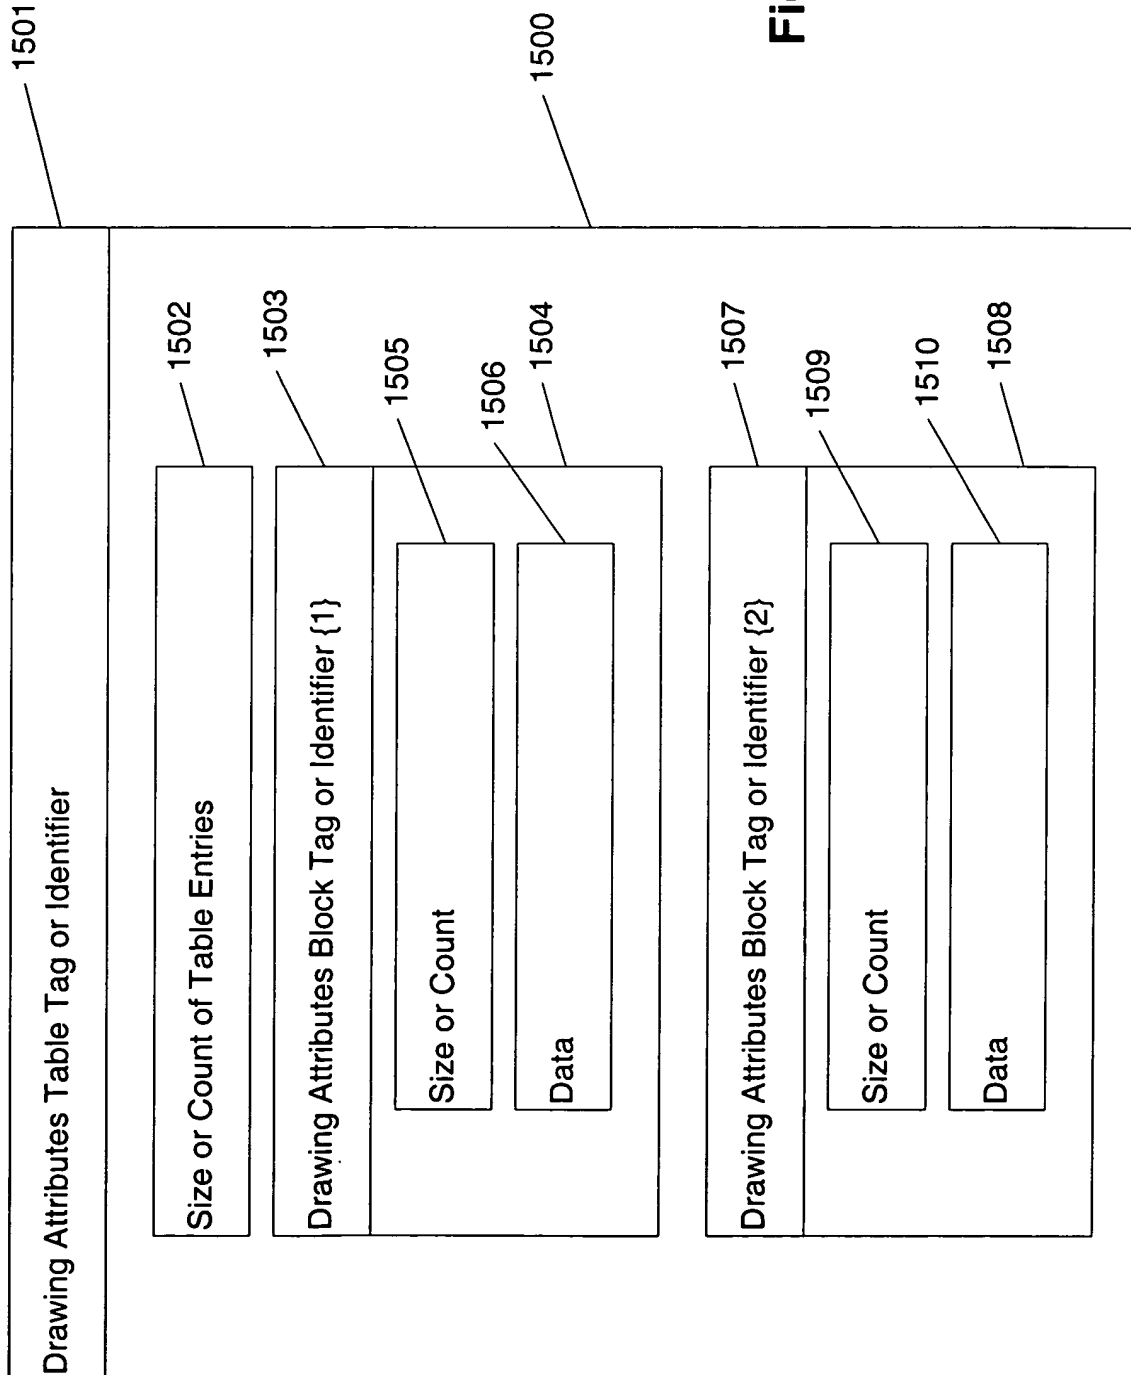 Drawing Attributes Table Tag or Identifier
1501
Size or Count of Table Entries
1502
Drawing Attributes Block Tag or Identifier {1}
1503
Size or Count
1505
Data
1506
1504
1500
Drawing Attributes Block Tag or Identifier {2}
1507
Size or Count
1509
Data
1510
1508